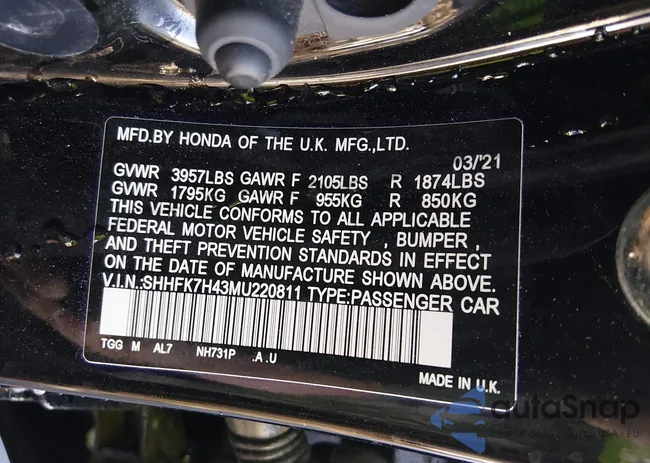 MFD.BY HONDA OF THE U.K. MFG.,LTD.
03/'21
GVWR 3957LBS GAWR F 2105LBS R 1874LBS
GVWR 1795KG GAWR F 955KG R 850KG
THIS VEHICLE CONFORMS TO ALL APPLICABLE
FEDERAL MOTOR VEHICLE SAFETY , BUMPER ,
AND THEFT PREVENTION STANDARDS IN EFFECT
ON THE DATE OF MANUFACTURE SHOWN ABOVE.
V.I.N.:SHHFK7H43MU220811 TYPE:PASSENGER CAR
TGG M AL7 NH731P .A.U
MADE IN U.K.
autoSnap